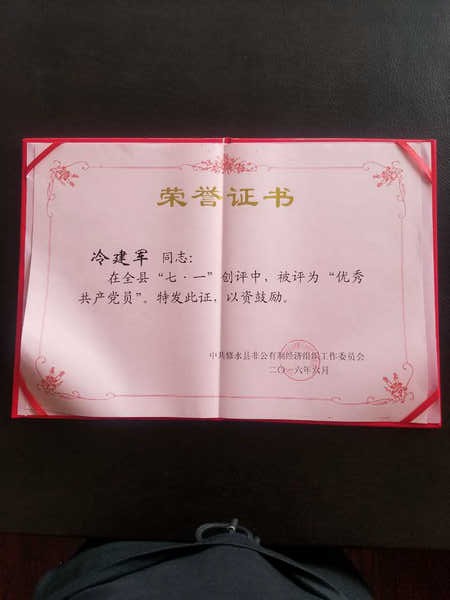 荣誉证书
冷建军 同志：
在全县“七·一”创评中，被评为“优秀
共产党员”。特发此证，以资鼓励。
中共修水县非公有制经济组织工作委员会
二〇一六年六月